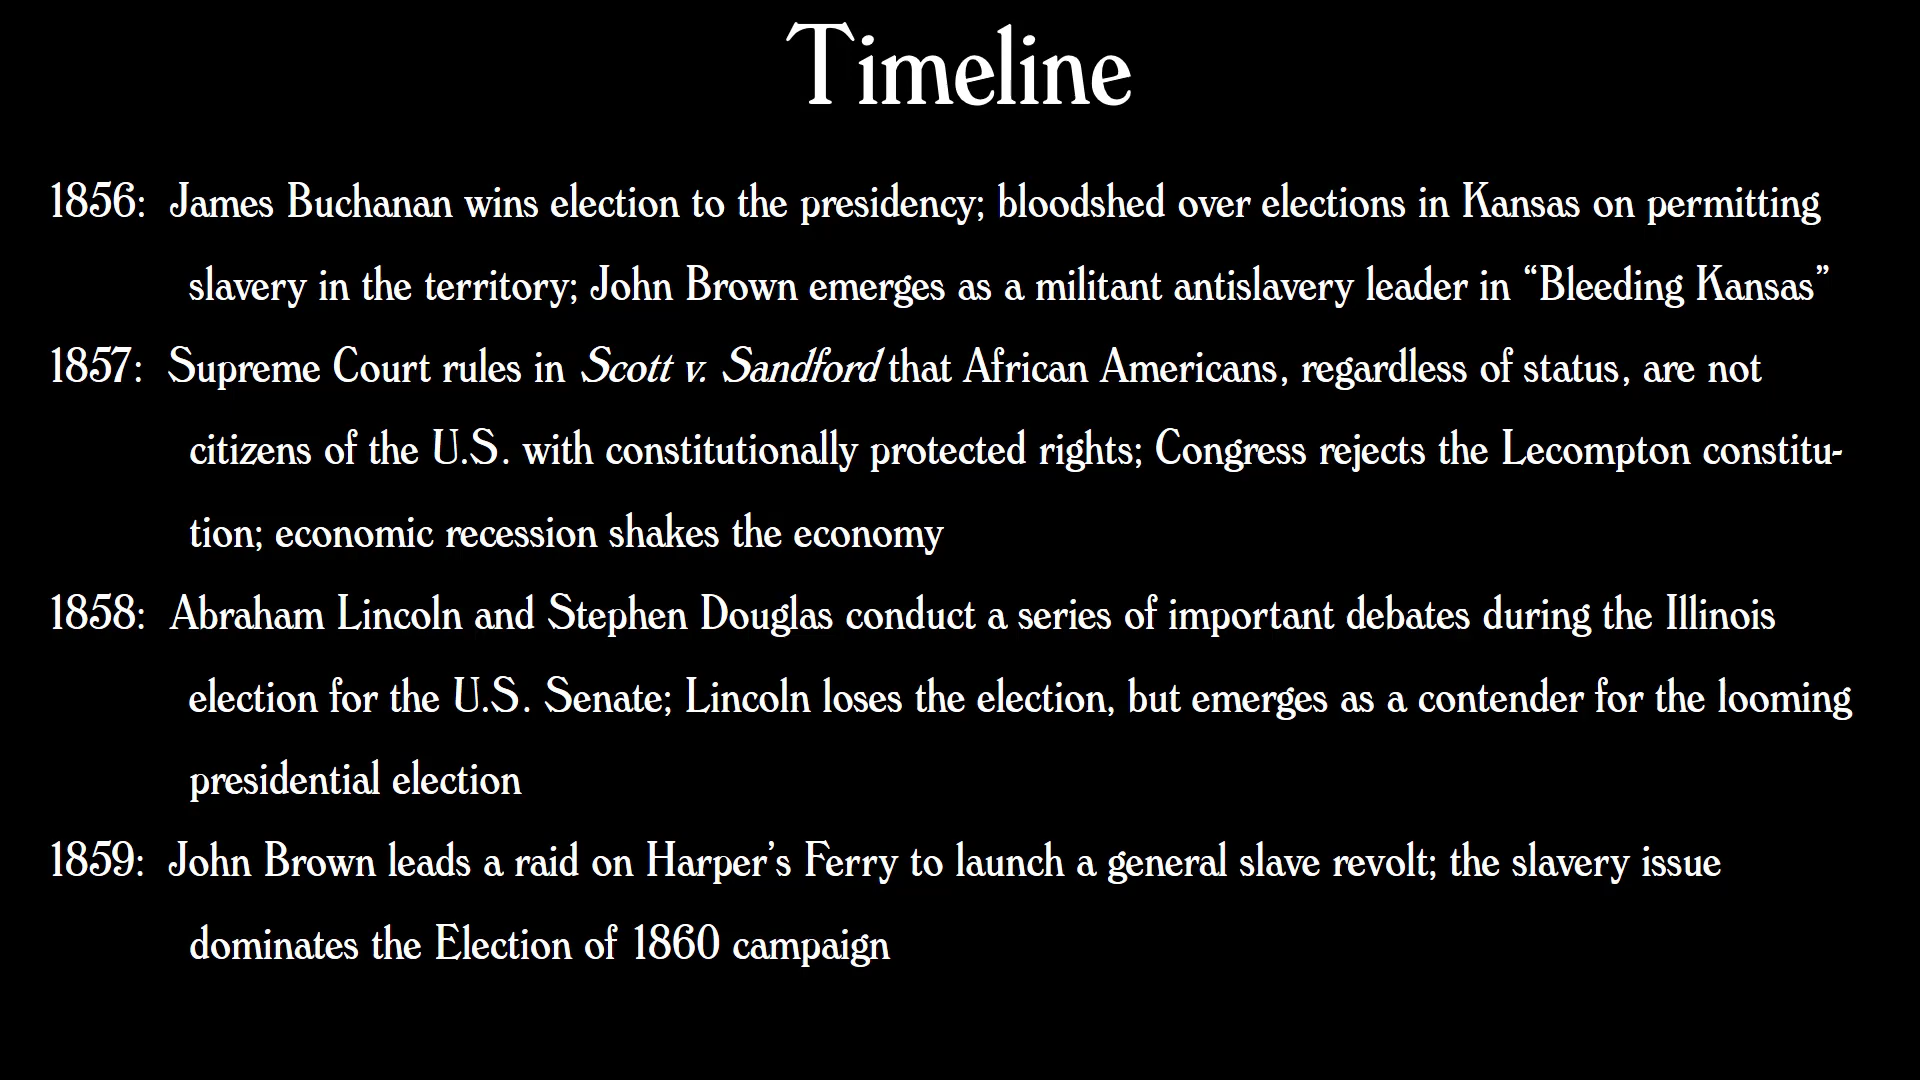 Timeline
1856: James Buchanan wins election to the presidency; bloodshed over elections in Kansas on permitting
slavery in the territory; John Brown emerges as a militant antislavery leader in “Bleeding Kansas”
1857: Supreme Court rules in Scott v. Sandford that African Americans, regardless of status, are not
citizens of the U.S. with constitutionally protected rights; Congress rejects the Lecompton constitu-
tion; economic recession shakes the economy
1858: Abraham Lincoln and Stephen Douglas conduct a series of important debates during the Illinois
election for the U.S. Senate; Lincoln loses the election, but emerges as a contender for the looming
presidential election
1859: John Brown leads a raid on Harper’s Ferry to launch a general slave revolt; the slavery issue
dominates the Election of 1860 campaign